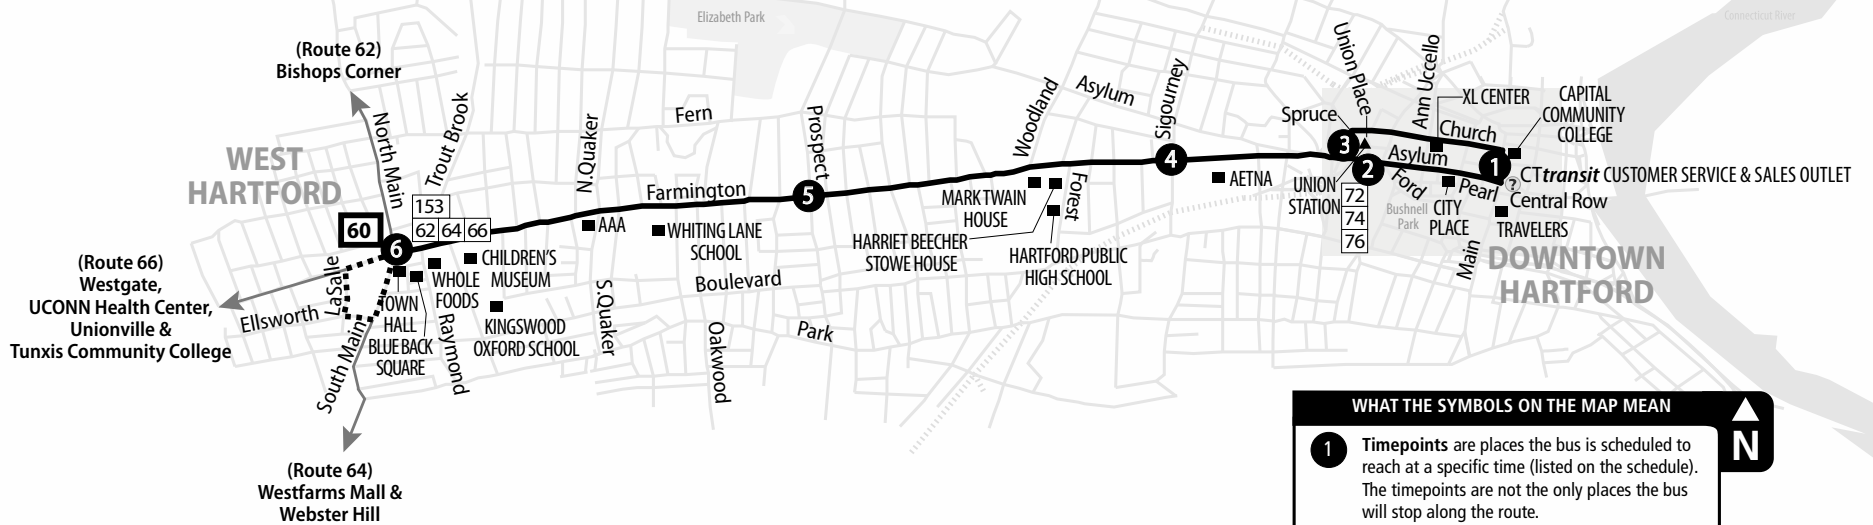 Elizabeth Park
Connecticut River
(Route 62)
Bishops Corner
North Main
Trout Brook
N.Quaker
Fern
Prospect
Woodland
Asylum
Sigourney
Spruce
Union Place
Ann Uccello
XL CENTER
CAPITAL
COMMUNITY
COLLEGE
Church
WEST
HARTFORD
3
Asylum
1
4
2
CTtransit CUSTOMER SERVICE & SALES OUTLET
?
Farmington
5
MARK TWAIN
HOUSE
Forest
AETNA
UNION
STATION
Ford
Pearl
Central Row
72
74
76
Bushnell
Park
CITY
PLACE
TRAVELERS
Main
DOWNTOWN
HARTFORD
153
62 64 66
60
6
AAA
WHITING LANE
SCHOOL
HARRIET BEECHER
STOWE HOUSE
HARTFORD PUBLIC
HIGH SCHOOL
(Route 66)
Westgate,
UCONN Health Center,
Unionville &
Tunxis Community College
LaSalle
Ellsworth
TOWN
HALL
BLUE BACK
SQUARE
WHOLE
FOODS
CHILDREN'S
MUSEUM
KINGSWOOD
OXFORD SCHOOL
Raymond
South Main
S.Quaker
Boulevard
Oakwood
Park
(Route 64)
Westfarms Mall &
Webster Hill
WHAT THE SYMBOLS ON THE MAP MEAN
N
1
Timepoints are places the bus is scheduled to
reach at a specific time (listed on the schedule).
The timepoints are not the only places the bus
will stop along the route.